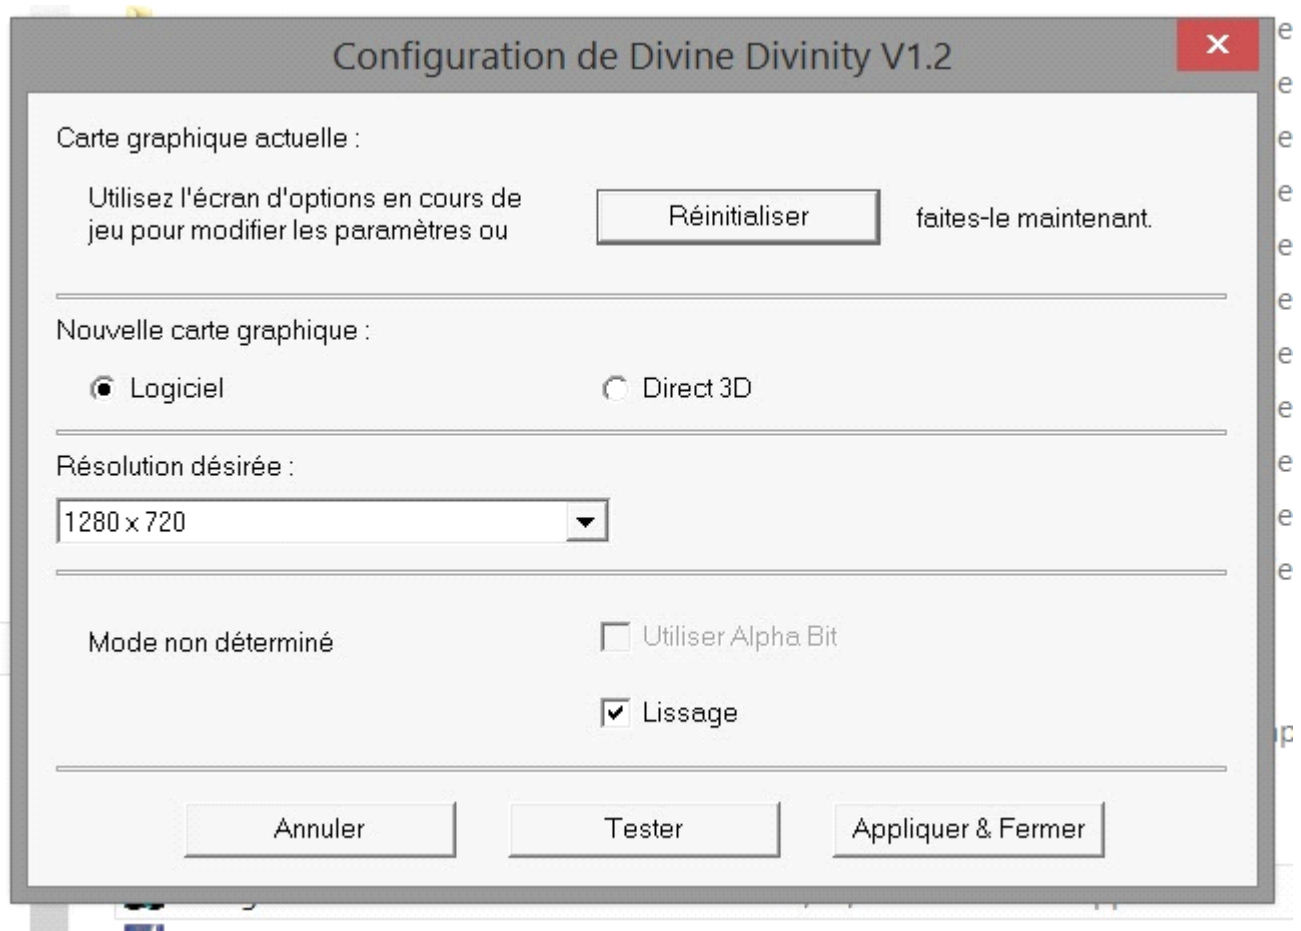 Configuration de Divine Divinity V1.2
Carte graphique actuelle :
Utilisez l'écran d'options en cours de
jeu pour modifier les paramètres ou
Réinitialiser
faites-le maintenant.
Nouvelle carte graphique :
Logiciel
Direct 3D
Résolution désirée :
1280 x 720
Mode non déterminé
Utiliser Alpha Bit
Lissage
Annuler
Tester
Appliquer & Fermer